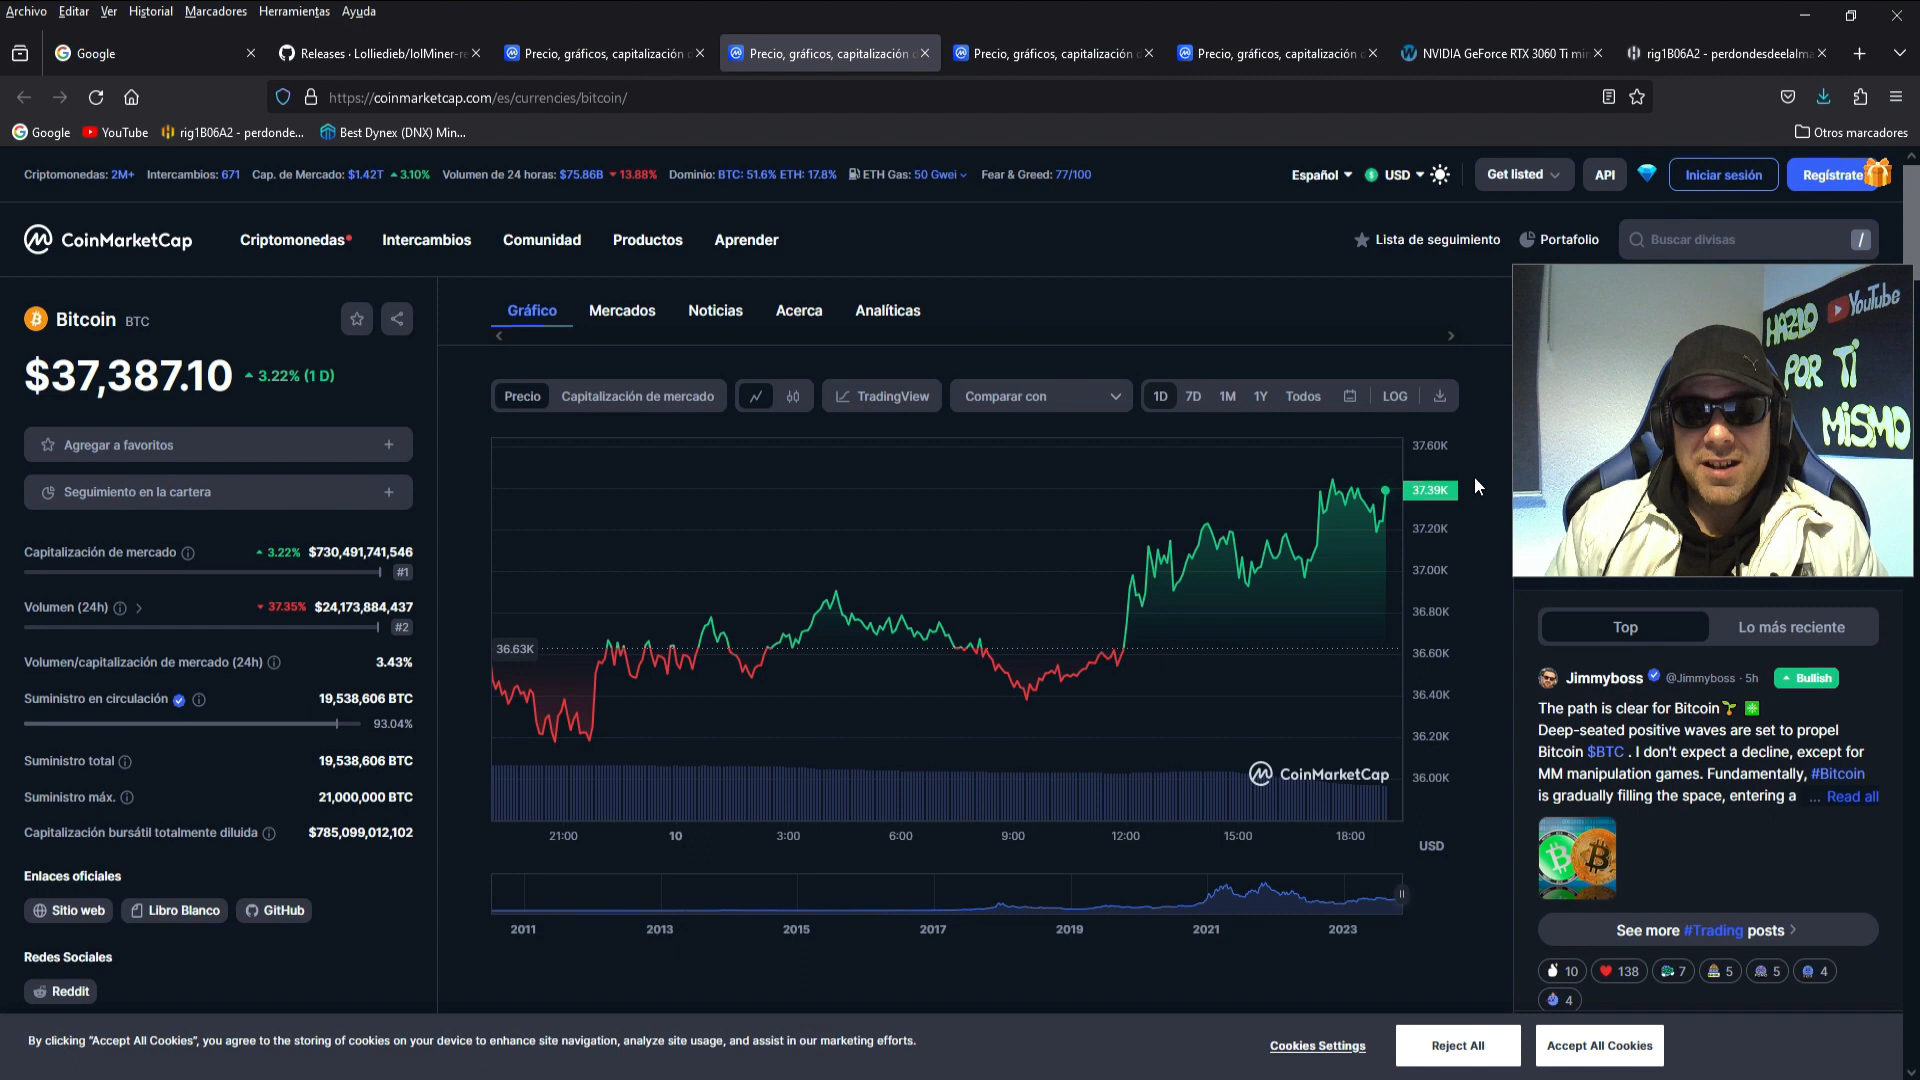 Archivo Editar Ver Historial Marcadores Herramientas Ayuda
Google
Releases · Lolliedieb/lolMiner-re
Precio, gráficos, capitalización d
Precio, gráficos, capitalización d
Precio, gráficos, capitalización d
Precio, gráficos, capitalización d
NVIDIA GeForce RTX 3060 Ti min
rig1B06A2 - perdondesdeelalma
https://coinmarketcap.com/es/currencies/bitcoin/
Google YouTube rig1B06A2 - perdonde... Best Dynex (DNX) Min... Otros marcadores
Criptomonedas: 2M+ Intercambios: 671 Cap. de Mercado: $1.42T 3.10% Volumen de 24 horas: $75.86B 13.88% Dominio: BTC: 51.6% ETH: 17.8% ETH Gas: 50 Gwei Fear & Greed: 77/100
Español USD Get listed API Iniciar sesión Regístrate
CoinMarketCap Criptomonedas Intercambios Comunidad Productos Aprender
Lista de seguimiento Portafolio Buscar divisas /
Bitcoin BTC
$37,387.10 3.22% (1 D)
Agregar a favoritos +
Seguimiento en la cartera +
Capitalización de mercado 3.22% $730,491,741,546
#1
Volumen (24h) 37.35% $24,173,884,437
#2
Volumen/capitalización de mercado (24h) 3.43%
Suministro en circulación 19,538,606 BTC
93.04%
Suministro total 19,538,606 BTC
Suministro máx. 21,000,000 BTC
Capitalización bursátil totalmente diluida $785,099,012,102
Enlaces oficiales
Sitio web Libro Blanco GitHub
Redes Sociales
Reddit
Gráfico Mercados Noticias Acerca Analíticas
Precio Capitalización de mercado TradingView Comparar con 1D 7D 1M 1Y Todos LOG
37.60K
37.39K
37.20K
37.00K
36.80K
36.63K
36.60K
36.40K
36.20K
36.00K
CoinMarketCap
21:00 10 3:00 6:00 9:00 12:00 15:00 18:00
USD
2011 2013 2015 2017 2019 2021 2023
YouTube
HAZLO
POR TI
MISMO
Top Lo más reciente
Jimmyboss @Jimmyboss · 5h Bullish
The path is clear for Bitcoin
Deep-seated positive waves are set to propel
Bitcoin $BTC . I don't expect a decline, except for
MM manipulation games. Fundamentally, #Bitcoin
is gradually filling the space, entering a ... Read all
See more #Trading posts
10 138 7 5 5 4
4
By clicking “Accept All Cookies”, you agree to the storing of cookies on your device to enhance site navigation, analyze site usage, and assist in our marketing efforts.
Cookies Settings Reject All Accept All Cookies